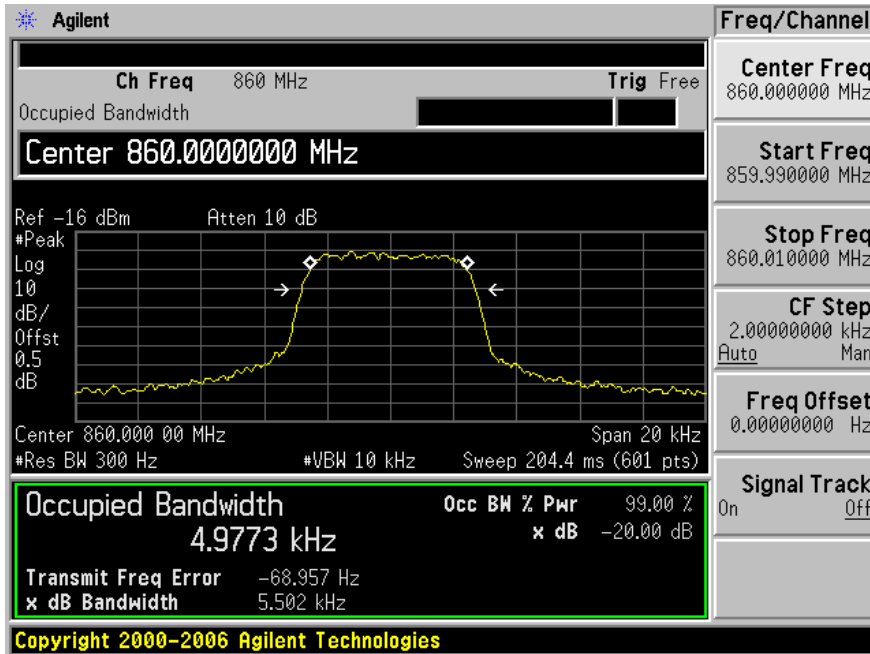 Agilent
Freq/Channel
Ch Freq 860 MHz Trig Free
Occupied Bandwidth
Center 860.0000000 MHz
Ref −16 dBm Atten 10 dB
#Peak
Log
10
dB/
Offst
0.5
dB
Center 860.000 00 MHz Span 20 kHz
#Res BW 300 Hz #VBW 10 kHz Sweep 204.4 ms (601 pts)
Occupied Bandwidth Occ BW % Pwr 99.00 %
4.9773 kHz x dB −20.00 dB
Transmit Freq Error −68.957 Hz
x dB Bandwidth 5.502 kHz
Center Freq
860.000000 MHz
Start Freq
859.990000 MHz
Stop Freq
860.010000 MHz
CF Step
2.00000000 kHz
Auto Man
Freq Offset
0.00000000 Hz
Signal Track
On Off
Copyright 2000−2006 Agilent Technologies